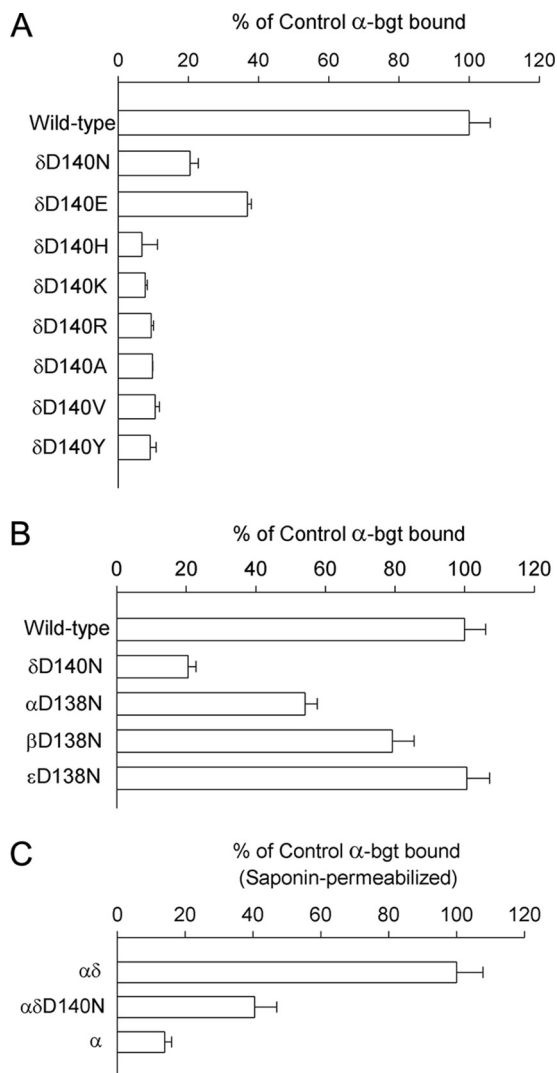 A
% of Control α-bgt bound
0 20 40 60 80 100 120
Wild-type
δD140N
δD140E
δD140H
δD140K
δD140R
δD140A
δD140V
δD140Y
B
% of Control α-bgt bound
0 20 40 60 80 100 120
Wild-type
δD140N
αD138N
βD138N
εD138N
C
% of Control α-bgt bound
(Saponin-permeabilized)
0 20 40 60 80 100 120
αδ
αδD140N
α